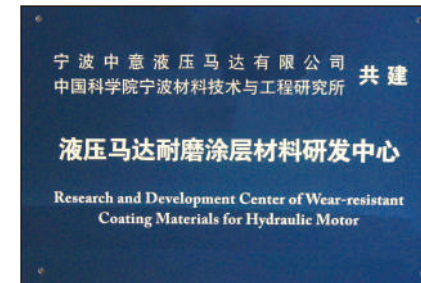 宁波中意液压马达有限公司
中国科学院宁波材料技术与工程研究所 共建
液压马达耐磨涂层材料研发中心
Research and Development Center of Wear-resistant
Coating Materials for Hydraulic Motor